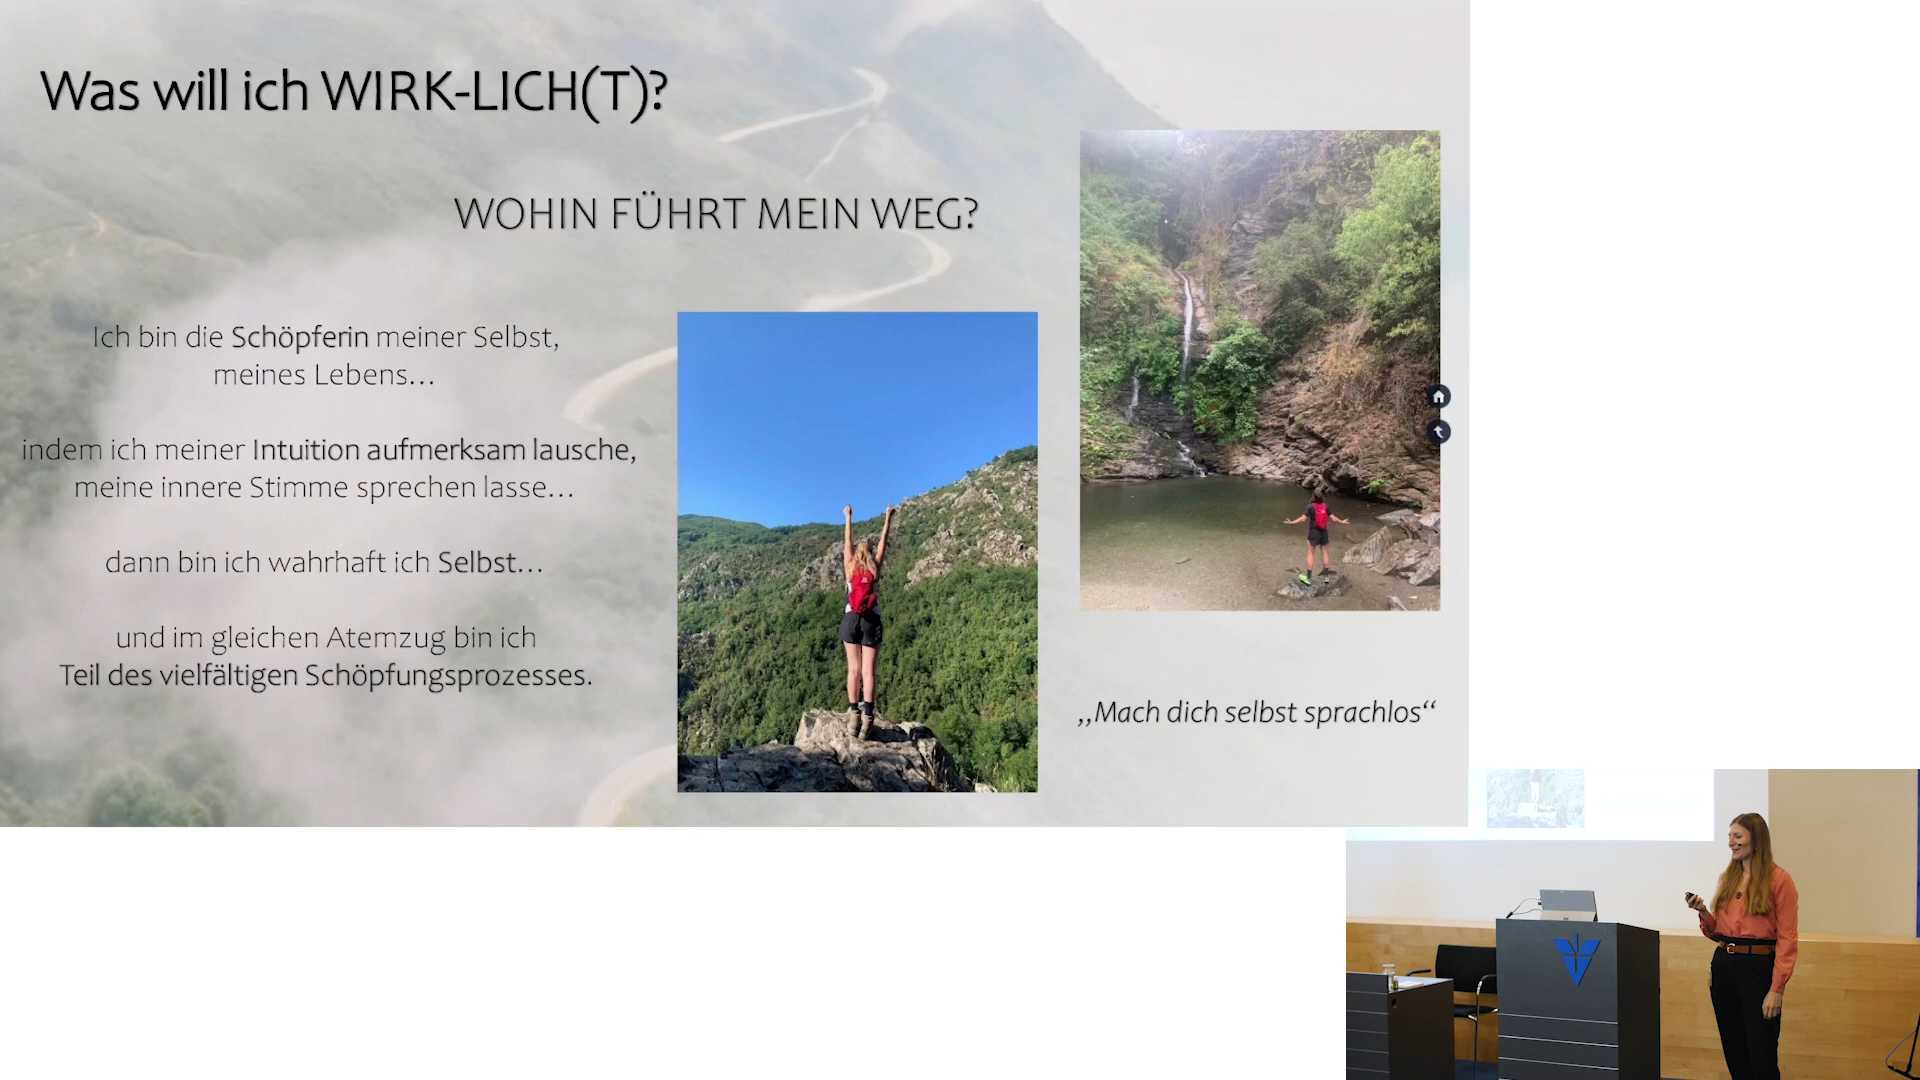 Was will ich WIRK-LICH(T)?
WOHIN FÜHRT MEIN WEG?
Ich bin die Schöpferin meiner Selbst,
meines Lebens…
indem ich meiner Intuition aufmerksam lausche,
meine innere Stimme sprechen lasse…
dann bin ich wahrhaft ich Selbst…
und im gleichen Atemzug bin ich
Teil des vielfältigen Schöpfungsprozesses.
„Mach dich selbst sprachlos“